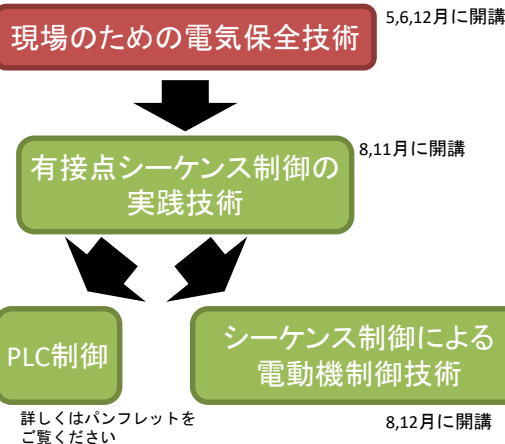 現場のための電気保全技術
5,6,12月に開講
有接点シーケンス制御の
実践技術
8,11月に開講
PLC制御
シーケンス制御による
電動機制御技術
詳しくはパンフレットを
ご覧ください
8,12月に開講